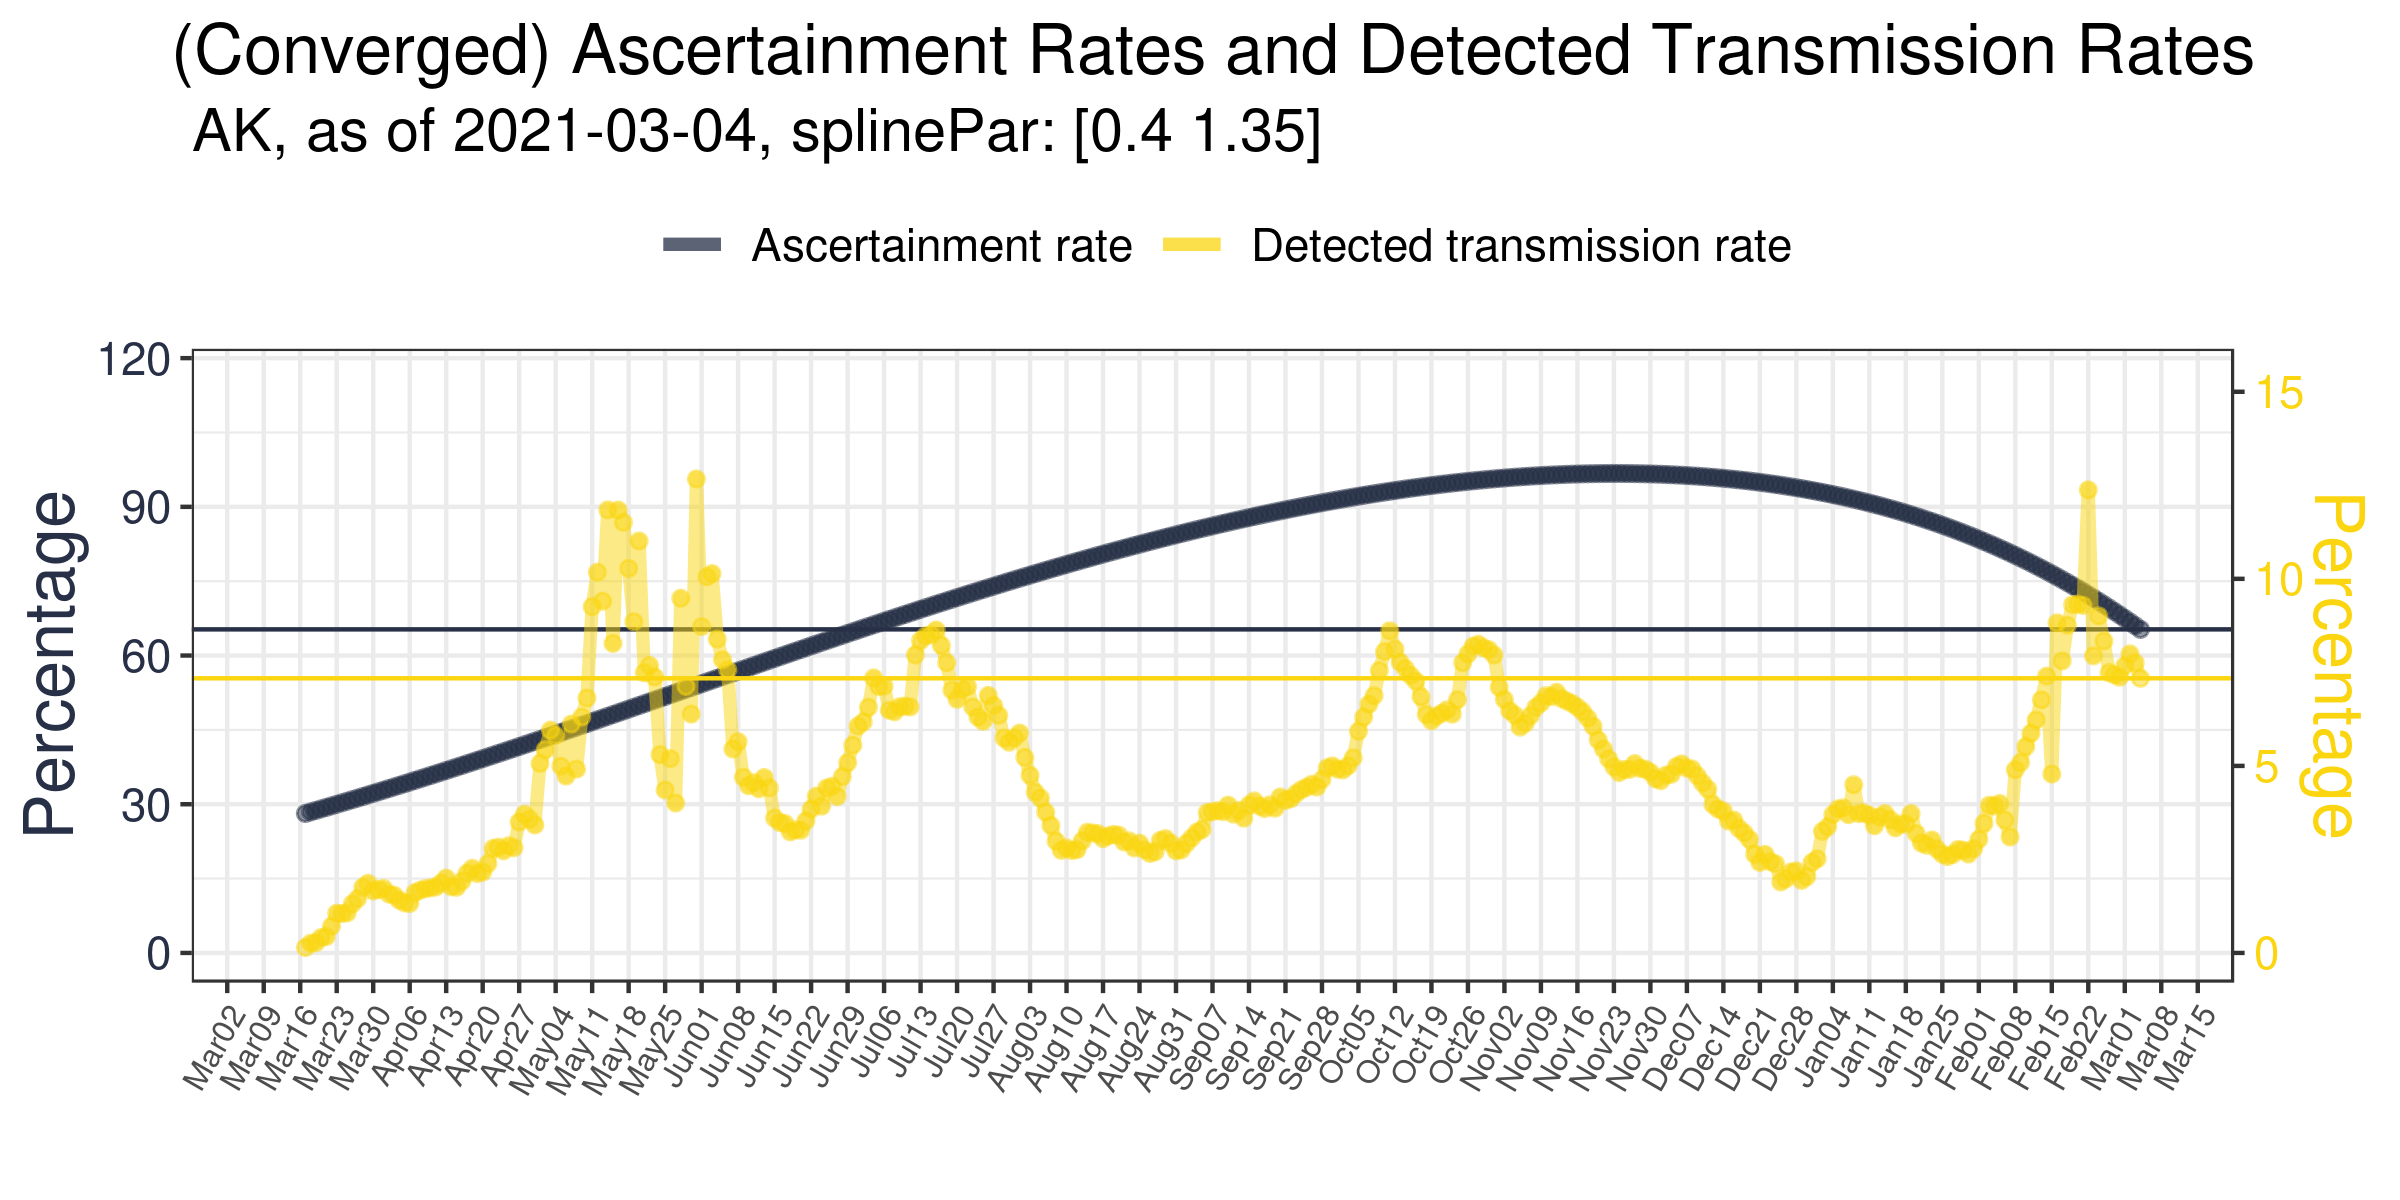 (Converged) Ascertainment Rates and Detected Transmission Rates
AK, as of 2021-03-04, splinePar: [0.4 1.35]
Ascertainment rate
Detected transmission rate
Percentage
120
90
60
30
0
15
10
5
0
Percentage
Mar02
Mar09
Mar16
Mar23
Mar30
Apr06
Apr13
Apr20
Apr27
May04
May11
May18
May25
Jun01
Jun08
Jun15
Jun22
Jun29
Jul06
Jul13
Jul20
Jul27
Aug03
Aug10
Aug17
Aug24
Aug31
Sep07
Sep14
Sep21
Sep28
Oct05
Oct12
Oct19
Oct26
Nov02
Nov09
Nov16
Nov23
Nov30
Dec07
Dec14
Dec21
Dec28
Jan04
Jan11
Jan18
Jan25
Feb01
Feb08
Feb15
Feb22
Mar01
Mar08
Mar15